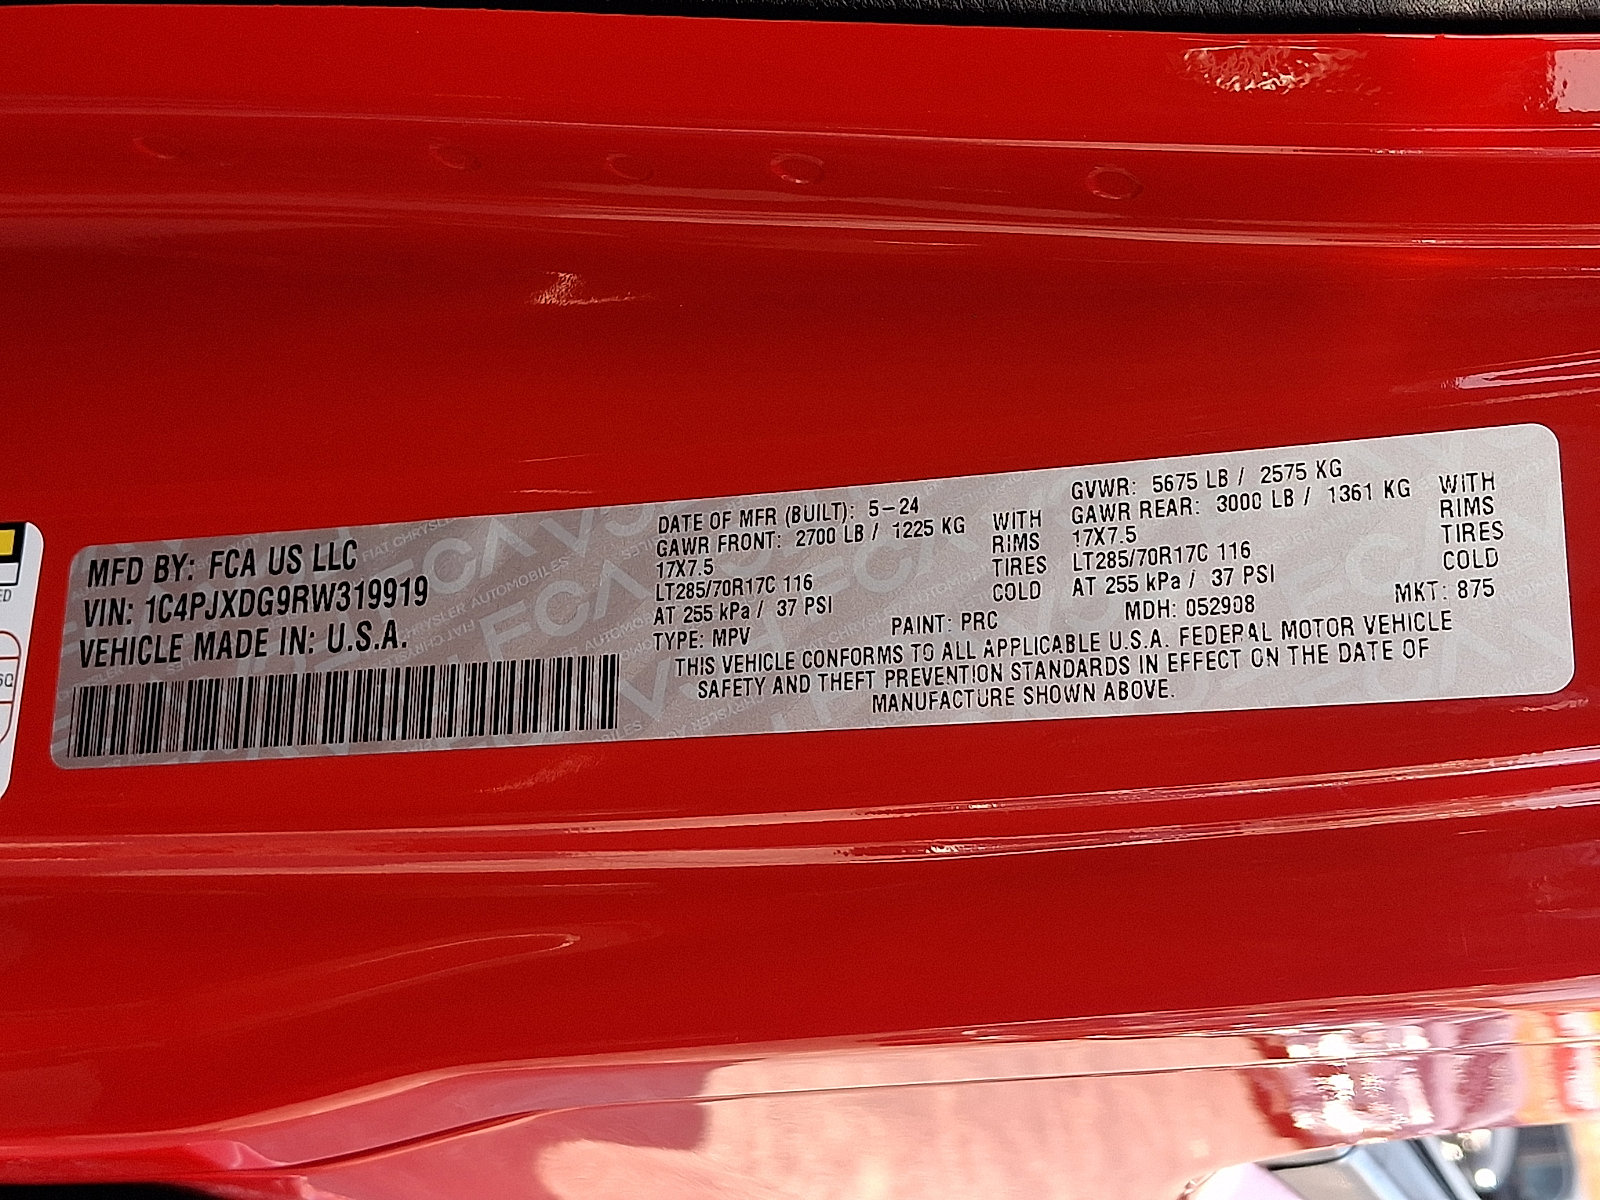 MFD BY: FCA US LLC
VIN: 1C4PJXDG9RW319919
VEHICLE MADE IN: U.S.A.
DATE OF MFR (BUILT): 5-24
GAWR FRONT: 2700 LB / 1225 KG WITH
17X7.5 RIMS
LT285/70R17C 116 TIRES
AT 255 kPa / 37 PSI COLD
GVWR: 5675 LB / 2575 KG
GAWR REAR: 3000 LB / 1361 KG WITH
17X7.5 RIMS
LT285/70R17C 116 TIRES
AT 255 kPa / 37 PSI COLD
TYPE: MPV PAINT: PRC MDH: 052908 MKT: 875
THIS VEHICLE CONFORMS TO ALL APPLICABLE U.S.A. FEDERAL MOTOR VEHICLE
SAFETY AND THEFT PREVENTION STANDARDS IN EFFECT ON THE DATE OF
MANUFACTURE SHOWN ABOVE.